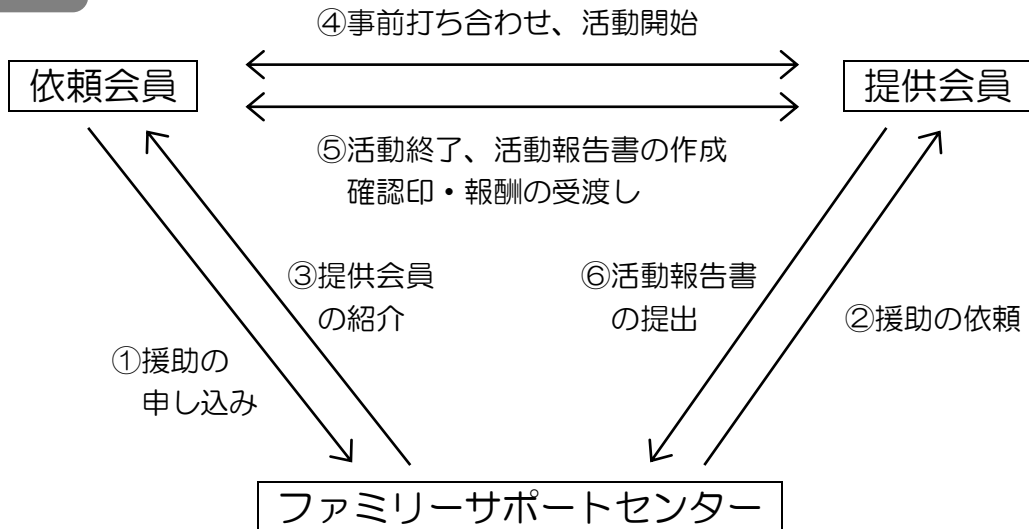 ④事前打ち合わせ、活動開始
依頼会員
提供会員
⑤活動終了、活動報告書の作成
確認印・報酬の受渡し
③提供会員
の紹介
⑥活動報告書
の提出
②援助の依頼
①援助の
申し込み
ファミリーサポートセンター